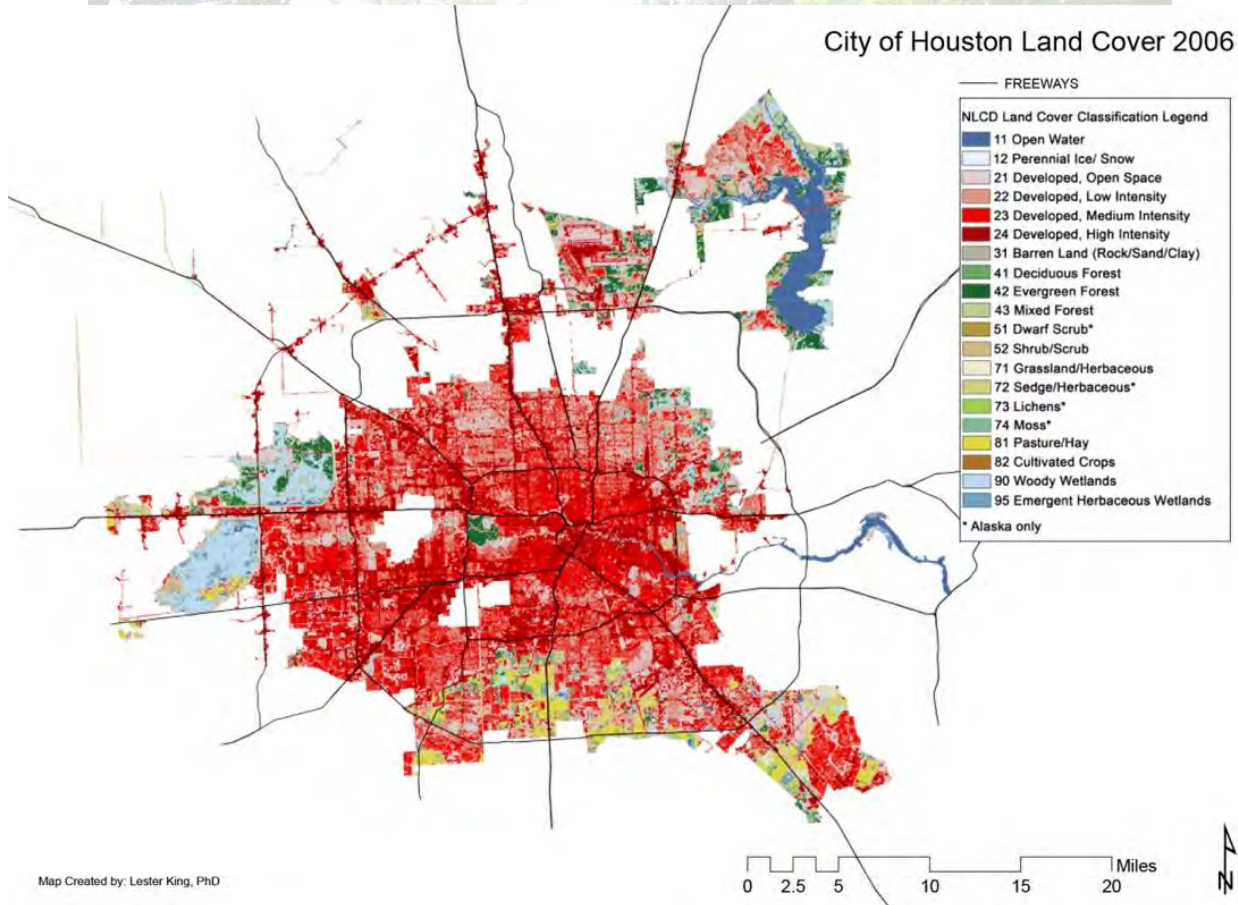 City of Houston Land Cover 2006
FREEWAYS
NLCD Land Cover Classification Legend
11 Open Water
12 Perennial Ice/ Snow
21 Developed, Open Space
22 Developed, Low Intensity
23 Developed, Medium Intensity
24 Developed, High Intensity
31 Barren Land (Rock/Sand/Clay)
41 Deciduous Forest
42 Evergreen Forest
43 Mixed Forest
51 Dwarf Scrub*
52 Shrub/Scrub
71 Grassland/Herbaceous
72 Sedge/Herbaceous*
73 Lichens*
74 Moss*
81 Pasture/Hay
82 Cultivated Crops
90 Woody Wetlands
95 Emergent Herbaceous Wetlands
* Alaska only
Map Created by: Lester King, PhD
Miles
0 2.5 5 10 15 20
N